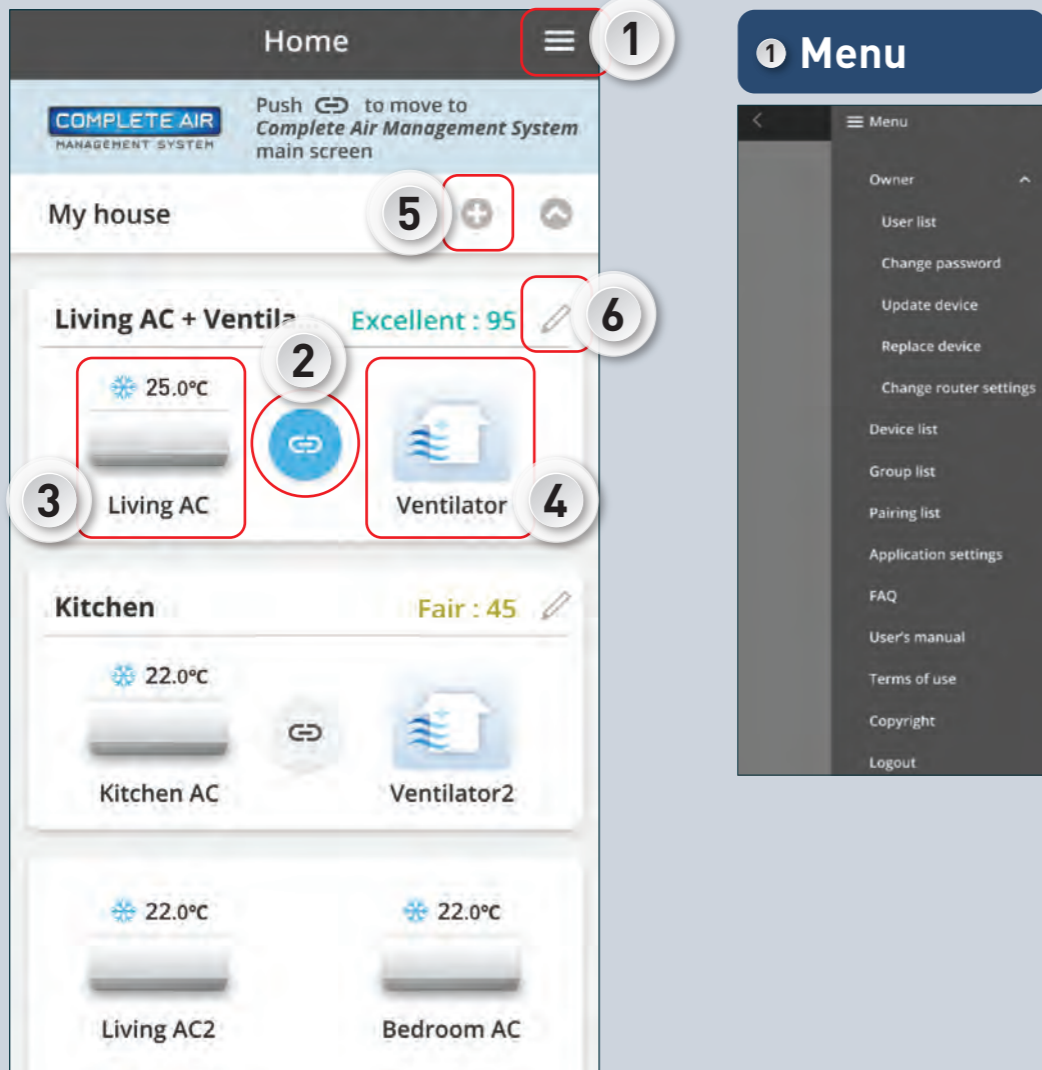 Home
1
COMPLETE AIR
MANAGEMENT SYSTEM
Push to move to
Complete Air Management System
main screen
My house
5
Living AC + Ventila
Excellent : 95
6
2
25.0°C
3
Living AC
Ventilator
4
Kitchen
Fair : 45
22.0°C
Kitchen AC
Ventilator2
22.0°C
22.0°C
Living AC2
Bedroom AC
1 Menu
Menu
Owner
User list
Change password
Update device
Replace device
Change router settings
Device list
Group list
Pairing list
Application settings
FAQ
User's manual
Terms of use
Copyright
Logout